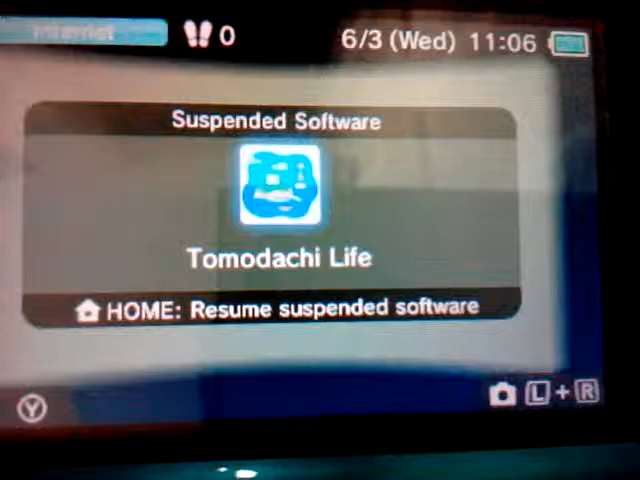 Internet 0 6/3 (Wed) 11:06
Suspended Software
Tomodachi Life
HOME: Resume suspended software
Y L + R